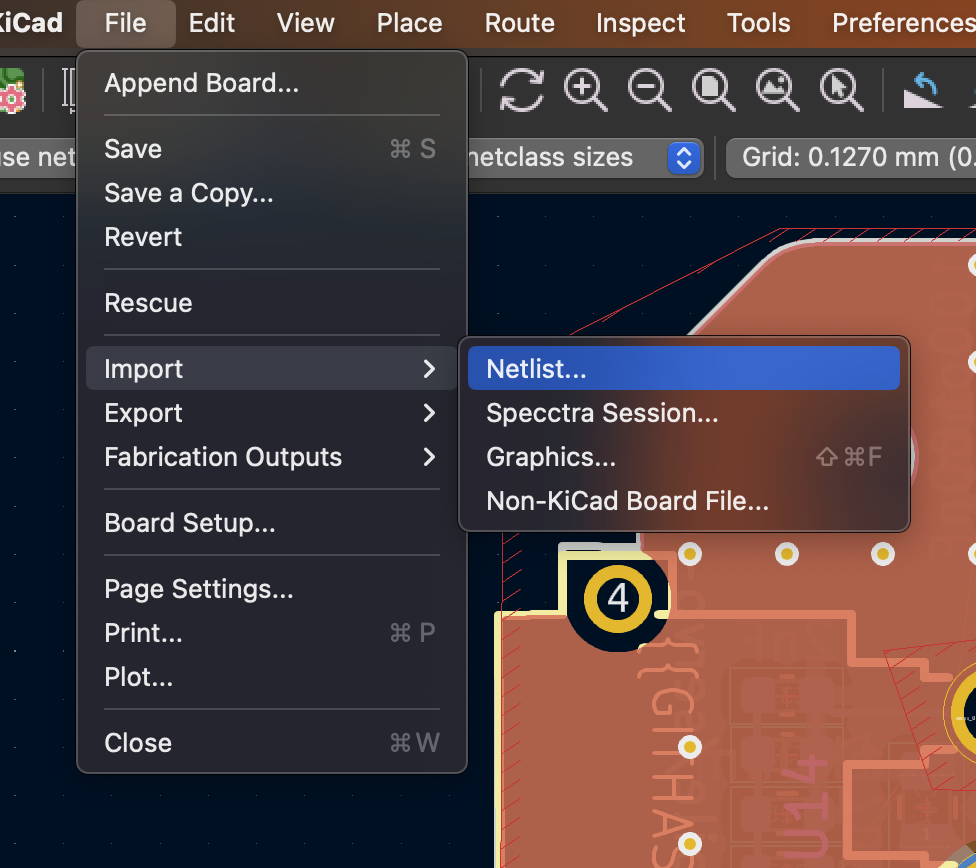 KiCad File Edit View Place Route Inspect Tools Preferences
Append Board...
use net
netclass sizes
Grid: 0.1270 mm (0.
Save ⌘ S
Save a Copy...
Revert
Rescue
Import
Export
Fabrication Outputs
Netlist...
Specctra Session...
Graphics... ⇧⌘F
Non-KiCad Board File...
Board Setup...
Page Settings...
Print... ⌘ P
Plot...
Close ⌘W
4
{{GITHAS
U14